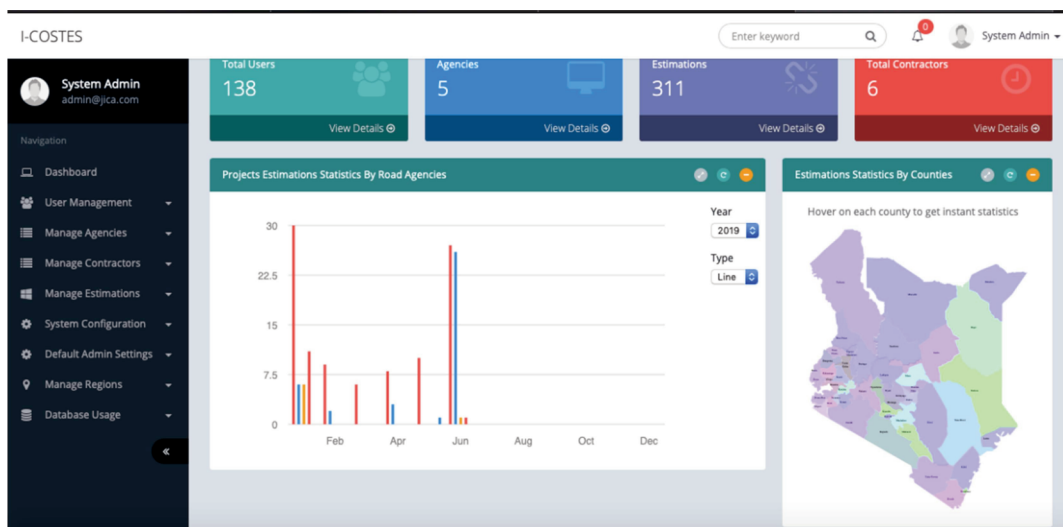 I-COSTES
Enter keyword
0
System Admin
System Admin
admin@jica.com
Navigation
Dashboard
User Management
Manage Agencies
Manage Contractors
Manage Estimations
System Configuration
Default Admin Settings
Manage Regions
Database Usage
Total Users
138
View Details
Agencies
5
View Details
Estimations
311
View Details
Total Contractors
6
View Details
Projects Estimations Statistics By Road Agencies
Year
2019
Type
Line
30
22.5
15
7.5
0
Feb Apr Jun Aug Oct Dec
Estimations Statistics By Counties
Hover on each county to get instant statistics